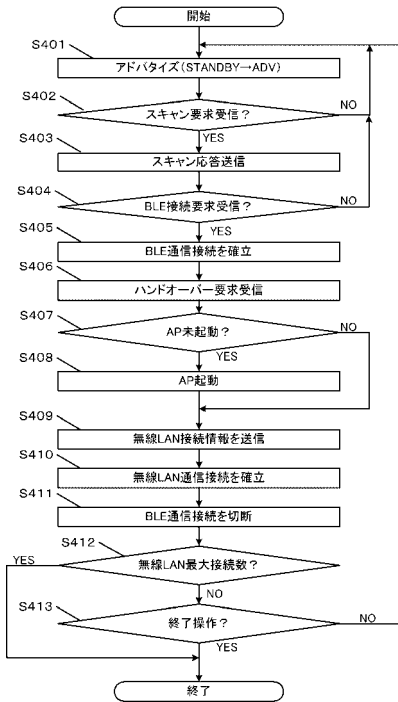 開始
S401
アドバタイズ(STANDBY→ADV)
S402
スキャン要求受信?
NO
YES
S403
スキャン応答送信
S404
BLE接続要求受信?
NO
YES
S405
BLE通信接続を確立
S406
ハンドオーバー要求受信
S407
AP未起動?
NO
YES
S408
AP起動
S409
無線LAN接続情報を送信
S410
無線LAN通信接続を確立
S411
BLE通信接続を切断
S412
YES
無線LAN最大接続数?
NO
S413
終了操作?
NO
YES
終了